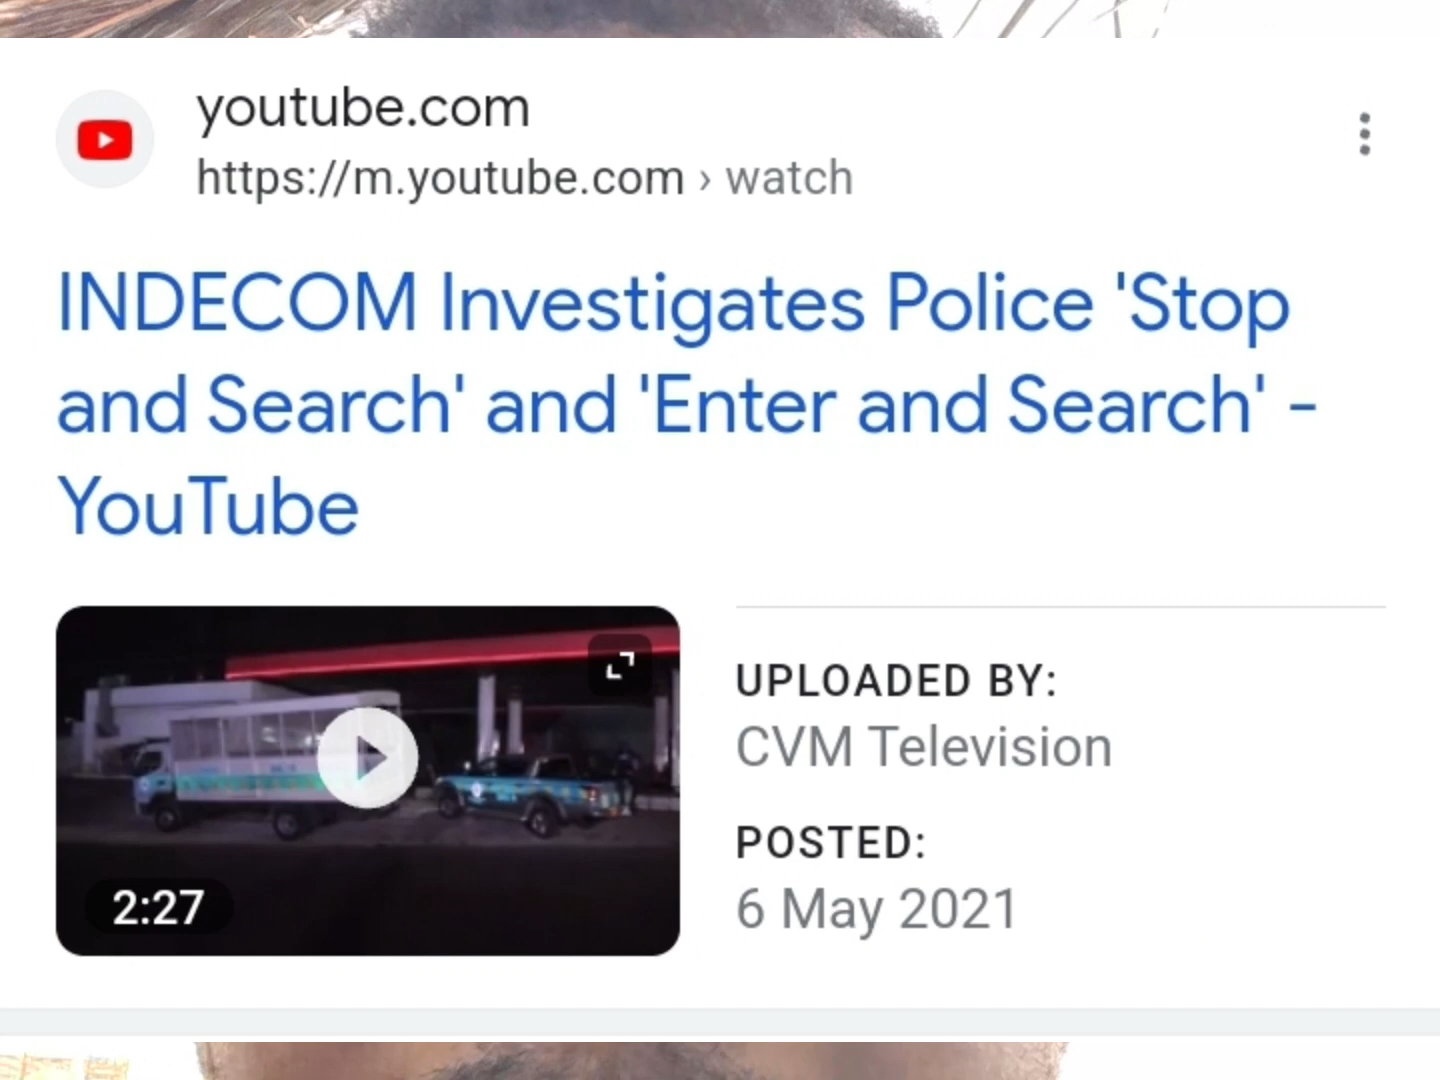 youtube.com
https://m.youtube.com › watch
INDECOM Investigates Police 'Stop
and Search' and 'Enter and Search' -
YouTube
UPLOADED BY:
CVM Television
POSTED:
6 May 2021
2:27